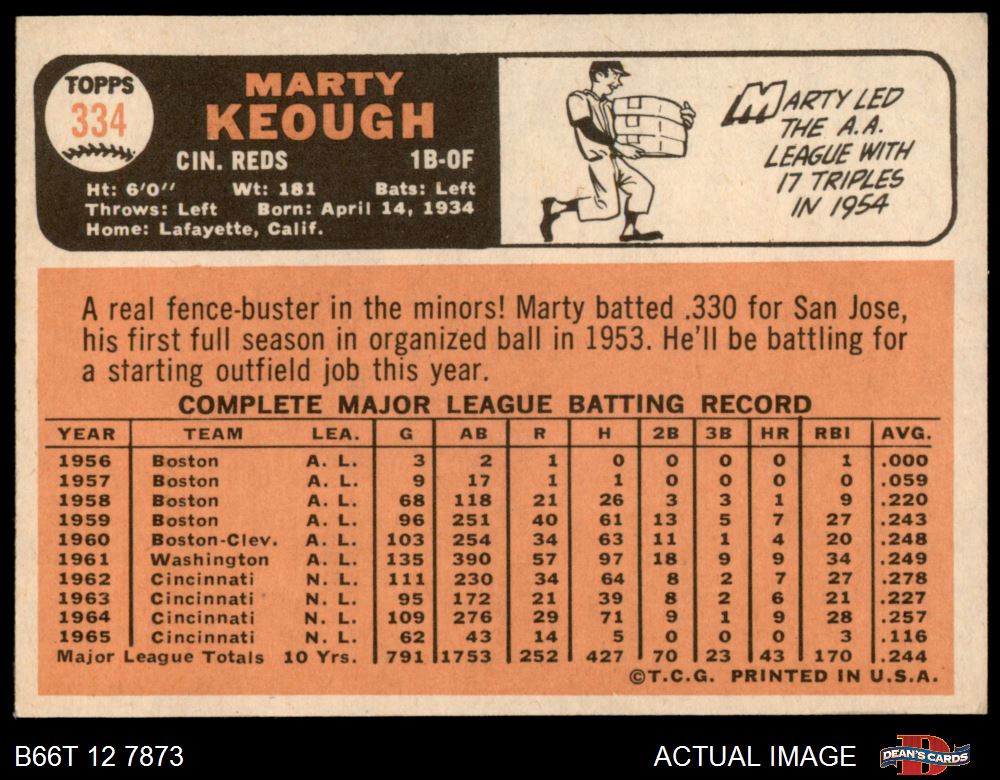 TOPPS
334
MARTY
KEOUGH
CIN. REDS 1B-OF
Ht: 6'0" Wt: 181 Bats: Left
Throws: Left Born: April 14, 1934
Home: Lafayette, Calif.
MARTY LED
THE A.A.
LEAGUE WITH
17 TRIPLES
IN 1954
A real fence-buster in the minors! Marty batted .330 for San Jose,
his first full season in organized ball in 1953. He'll be battling for
a starting outfield job this year.
COMPLETE MAJOR LEAGUE BATTING RECORD
YEAR TEAM LEA. G AB R H 2B 3B HR RBI AVG.
1956 Boston A. L. 3 2 1 0 0 0 0 1 .000
1957 Boston A. L. 9 17 1 1 0 0 0 0 .059
1958 Boston A. L. 68 118 21 26 3 3 1 9 .220
1959 Boston A. L. 96 251 40 61 13 5 7 27 .243
1960 Boston-Clev. A. L. 103 254 34 63 11 1 4 20 .248
1961 Washington A. L. 135 390 57 97 18 9 9 34 .249
1962 Cincinnati N. L. 111 230 34 64 8 2 7 27 .278
1963 Cincinnati N. L. 95 172 21 39 8 2 6 21 .227
1964 Cincinnati N. L. 109 276 29 71 9 1 9 28 .257
1965 Cincinnati N. L. 62 43 14 5 0 0 0 3 .116
Major League Totals 10 Yrs. 791 1753 252 427 70 23 43 170 .244
©T.C.G. PRINTED IN U.S.A.
B66T 12 7873 ACTUAL IMAGE DEAN'S CARDS